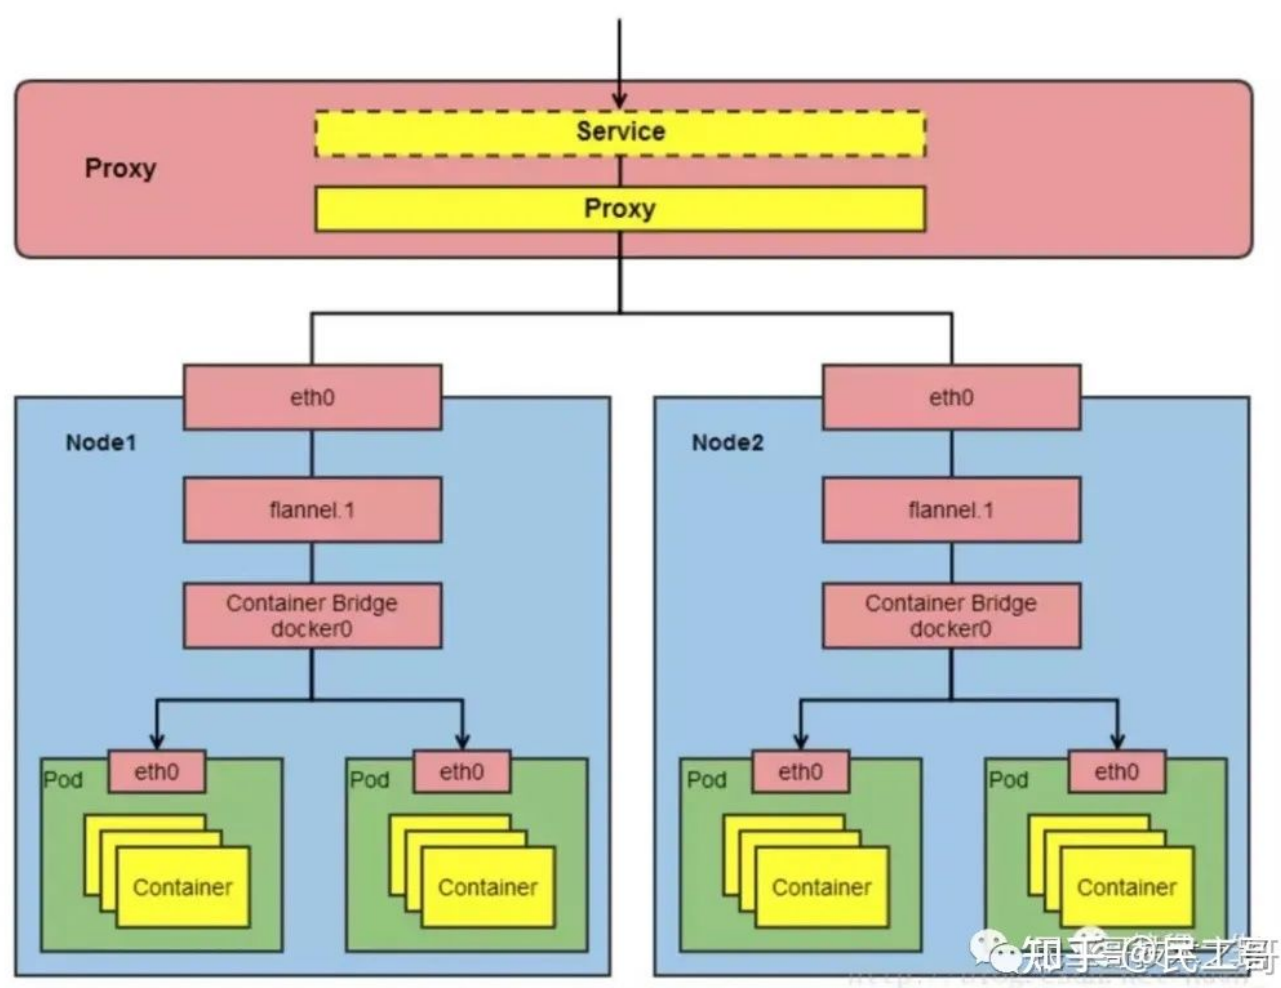 Service
Proxy
Proxy
eth0
eth0
Node1
Node2
flannel.1
flannel.1
Container Bridge
docker0
Container Bridge
docker0
eth0
eth0
eth0
eth0
Pod
Pod
Pod
Pod
Container
Container
Container
Container
知乎 @民工哥